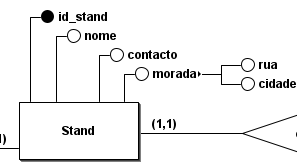 id_stand
nome
contacto
morada
rua
cidade
Stand
(1,1)
)